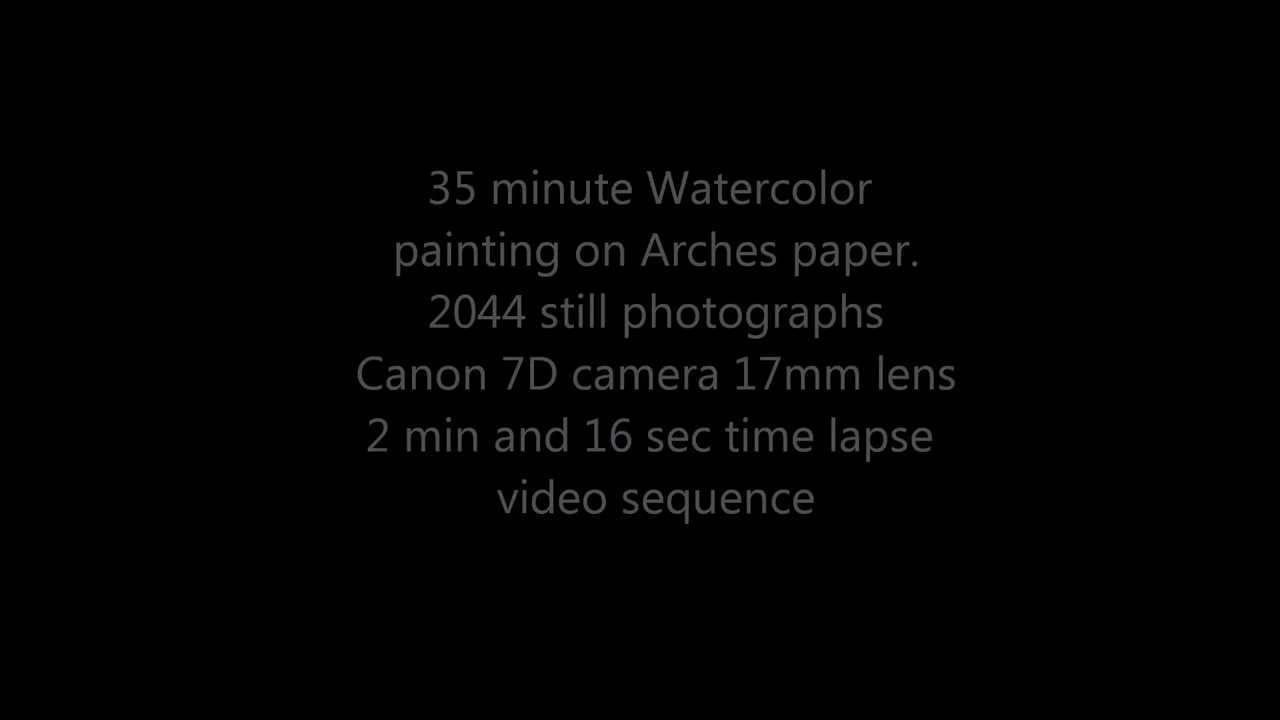 35 minute Watercolor
painting on Arches paper.
2044 still photographs
Canon 7D camera 17mm lens
2 min and 16 sec time lapse
video sequence